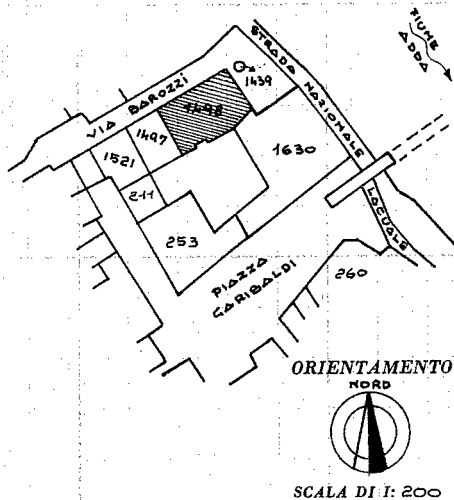 FIUME
ADDA
STRADA NAZIONALE
LOCUALE
VIA BAROZZI
1439
1498
1497
1521
211
1630
253
260
PIAZZA
GARIBALDI
ORIENTAMENTO
NORD
SCALA DI 1: 200